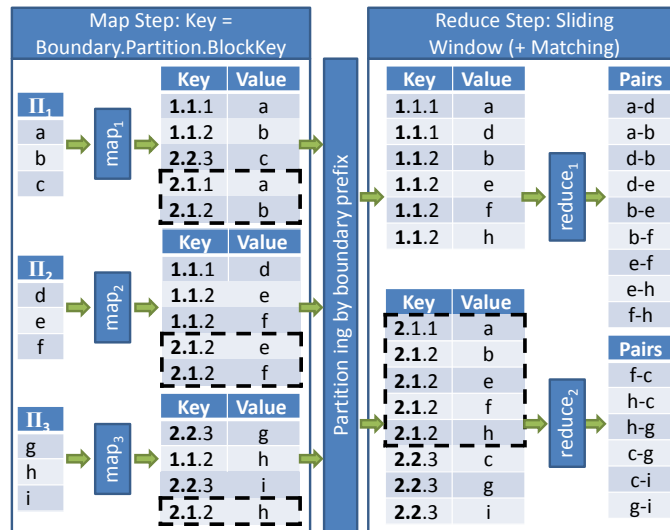 Map Step: Key =
Boundary.Partition.BlockKey
Π1
a
b
c
map1
Key Value
1.1.1 a
1.1.2 b
2.2.3 c
2.1.1 a
2.1.2 b
Π2
d
e
f
map2
Key Value
1.1.1 d
1.1.2 e
1.1.2 f
2.1.2 e
2.1.2 f
Π3
g
h
i
map3
Key Value
2.2.3 g
1.1.2 h
2.2.3 i
2.1.2 h
Partition ing by boundary prefix
Reduce Step: Sliding
Window (+ Matching)
Key Value
1.1.1 a
1.1.1 d
1.1.2 b
1.1.2 e
1.1.2 f
1.1.2 h
reduce1
Pairs
a-d
a-b
d-b
d-e
b-e
b-f
e-f
e-h
f-h
Key Value
2.1.1 a
2.1.2 b
2.1.2 e
2.1.2 f
2.1.2 h
2.2.3 c
2.2.3 g
2.2.3 i
reduce2
Pairs
f-c
h-c
h-g
c-g
c-i
g-i